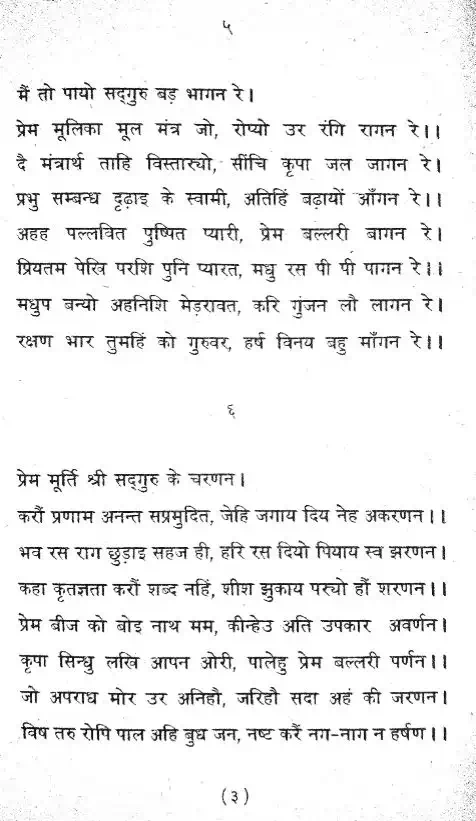 ५
मैं तो पायो सद्‌गुरु बड़ भागन रे।
प्रेम मूलिका मूल मंत्र जो, रोप्यो उर रंगि रागन रे।।
दै मंत्रार्थ ताहि विस्तार्‌यो, सींचि कृपा जल जागन रे।
प्रभु सम्बन्ध दृढ़ाइ के स्वामी, अतिहिं बढ़ायों आँगन रे।।
अहह पल्लवित पुष्पित प्यारी, प्रेम बल्लरी बागन रे।
प्रियतम पेखि परशि पुनि प्यारत, मधु रस पी पी पागन रे।।
मधुप बन्यो अहनिशि मेड़रावत, करि गुंजन लौ लागन रे।
रक्षण भार तुमहिं को गुरुवर, हर्ष विनय बहु माँगन रे।।
६
प्रेम मूर्ति श्री सद्‌गुरु के चरणन।
करौं प्रणाम अनन्त सप्रमुदित, जेहि जगाय दिय नेह अकरणन।।
भव रस राग छुड़ाइ सहज ही, हरि रस दियो पियाय स्व झरणन।
कहा कृतज्ञता करौं शब्द नहिं, शीश झुकाय पर्‌यो हौं शरणन।।
प्रेम बीज को बोइ नाथ मम, कीन्हेउ अति उपकार अवर्णन।
कृपा सिन्धु लखि आपन ओरी, पालेहु प्रेम बल्लरी पर्णन।।
जो अपराध मोर उर अनिहौ, जरिहौ सदा अहं की जरणन।
विष तरु रोपि पाल अहि बुध जन, नष्ट करैं नग-नाग न हर्षण।।
(३)